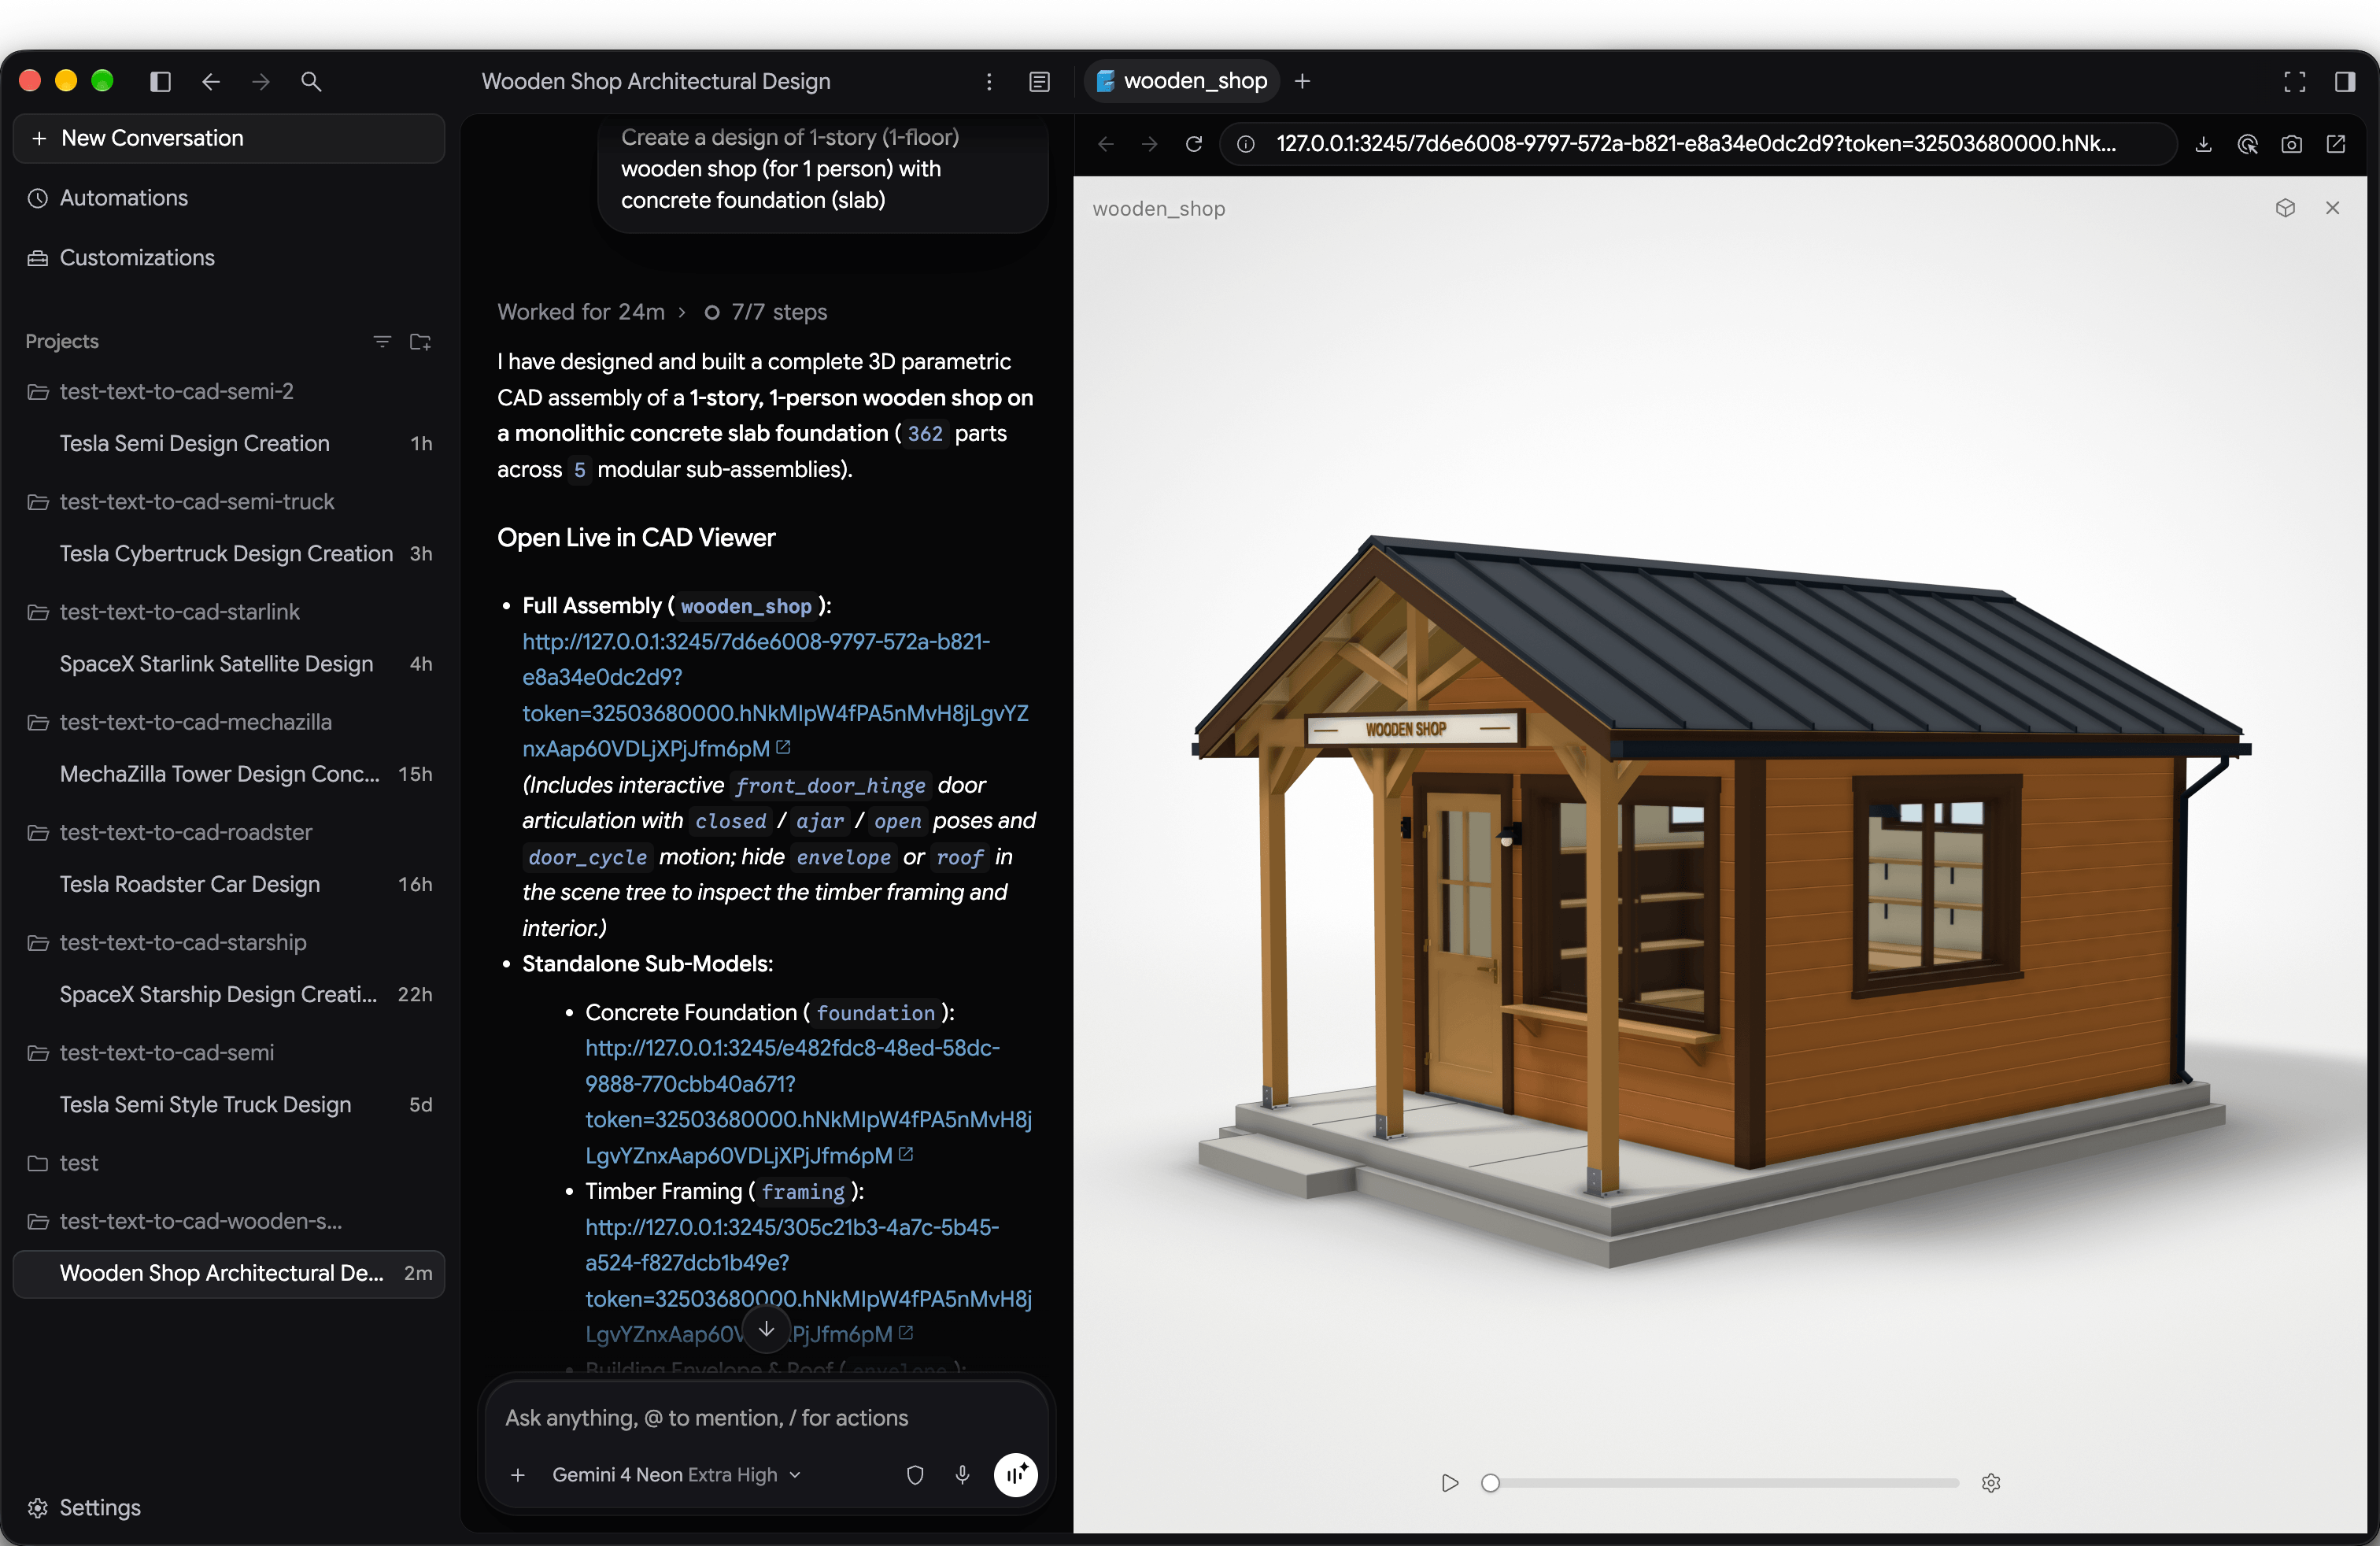 Wooden Shop Architectural Design
wooden_shop
New Conversation
Automations
Customizations
Projects
test-text-to-cad-semi-2
Tesla Semi Design Creation 1h
test-text-to-cad-semi-truck
Tesla Cybertruck Design Creation 3h
test-text-to-cad-starlink
SpaceX Starlink Satellite Design 4h
test-text-to-cad-mechazilla
MechaZilla Tower Design Conc... 15h
test-text-to-cad-roadster
Tesla Roadster Car Design 16h
test-text-to-cad-starship
SpaceX Starship Design Creati... 22h
test-text-to-cad-semi
Tesla Semi Style Truck Design 5d
test
test-text-to-cad-wooden-s...
Wooden Shop Architectural De... 2m
Settings
Create a design of 1-story (1-floor)
wooden shop (for 1 person) with
concrete foundation (slab)
Worked for 24m > 7/7 steps
I have designed and built a complete 3D parametric
CAD assembly of a 1-story, 1-person wooden shop on
a monolithic concrete slab foundation ( 362 parts
across 5 modular sub-assemblies).
Open Live in CAD Viewer
• Full Assembly ( wooden_shop ):
http://127.0.0.1:3245/7d6e6008-9797-572a-b821-
e8a34e0dc2d9?
token=32503680000.hNkMIpW4fPA5nMvH8jLgvYZ
nxAap60VDLjXPjJfm6pM
(Includes interactive front_door_hinge door
articulation with closed / ajar / open poses and
door_cycle motion; hide envelope or roof in
the scene tree to inspect the timber framing and
interior.)
• Standalone Sub-Models:
• Concrete Foundation ( foundation ):
http://127.0.0.1:3245/e482fdc8-48ed-58dc-
9888-770cbb40a671?
token=32503680000.hNkMIpW4fPA5nMvH8j
LgvYZnxAap60VDLjXPjJfm6pM
• Timber Framing ( framing ):
http://127.0.0.1:3245/305c21b3-4a7c-5b45-
a524-f827dcb1b49e?
token=32503680000.hNkMIpW4fPA5nMvH8j
LgvYZnxAap60V PjJfm6pM
• Building Envelope & Roof ( envelope ):
Ask anything, @ to mention, / for actions
Gemini 4 Neon Extra High
127.0.0.1:3245/7d6e6008-9797-572a-b821-e8a34e0dc2d9?token=32503680000.hNk...
wooden_shop
WOODEN SHOP